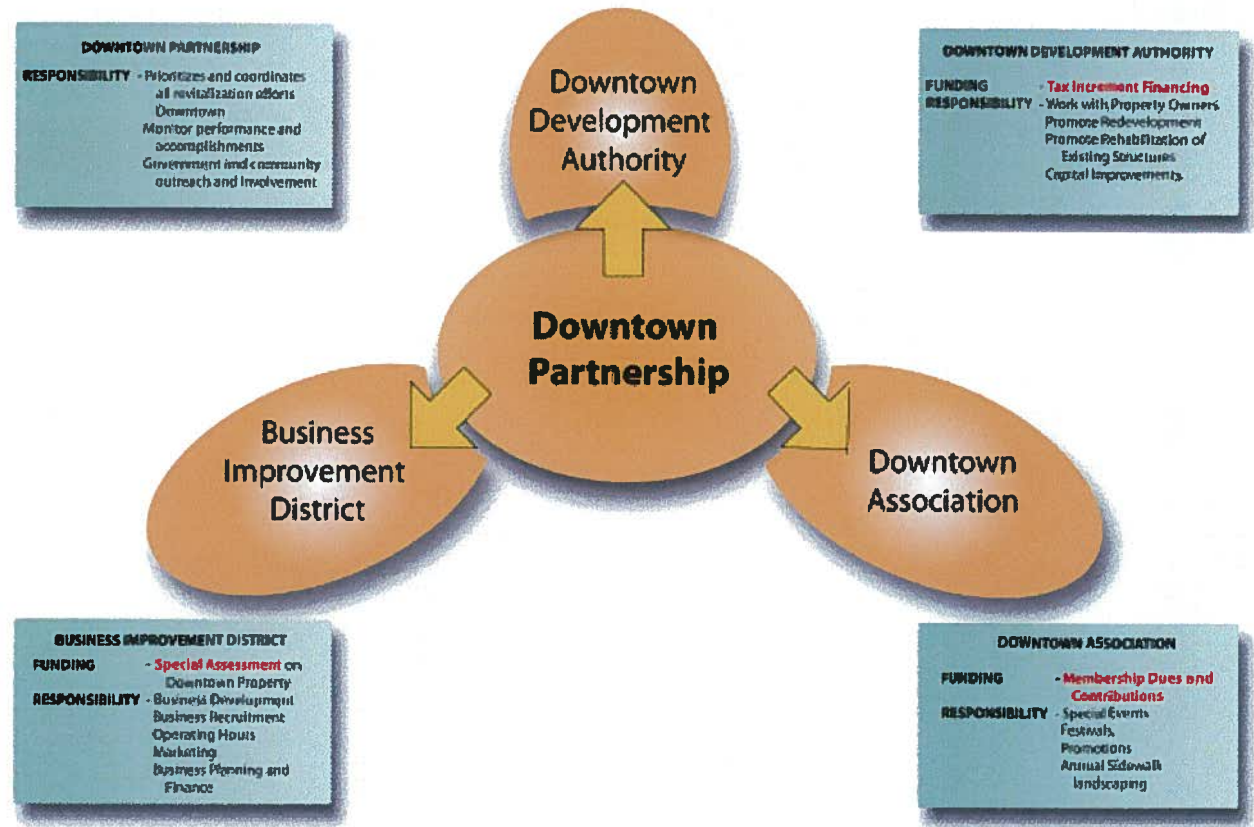 DOWNTOWN PARTNERSHIP
RESPONSIBILITY - Prioritizes and coordinates
all revitalization efforts
Downtown
Monitor performance and
accomplishments
Government and community
outreach and Involvement
Downtown
Development
Authority
DOWNTOWN DEVELOPMENT AUTHORITY
FUNDING - Tax Increment Financing
RESPONSIBILITY - Work with Property Owners
Promote Redevelopment
Promote Rehabilitation of
Existing Structures
Capital Improvements
Downtown
Partnership
Business
Improvement
District
Downtown
Association
BUSINESS IMPROVEMENT DISTRICT
FUNDING - Special Assessment on
Downtown Property
RESPONSIBILITY - Business Development
Business Recruitment
Operating Hours
Marketing
Business Planning and
Finance
DOWNTOWN ASSOCIATION
FUNDING - Membership Dues and
Contributions
RESPONSIBILITY - Special Events
Festivals
Promotions
Annual Sidewalk
landscaping